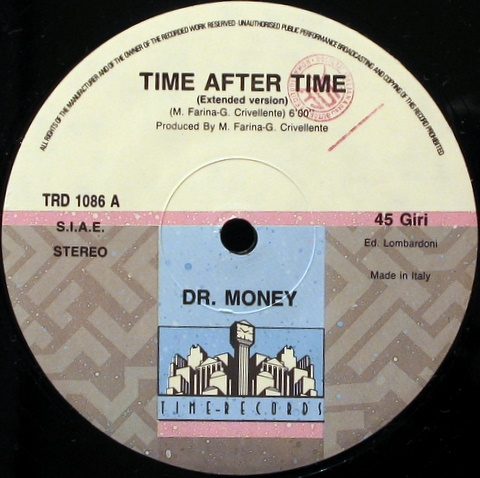 ALL RIGHTS OF THE MANUFACTURER AND OF THE OWNER OF THE RECORDED WORK RESERVED · UNAUTHORISED PUBLIC PERFORMANCE BROADCASTING AND COPYING OF THIS RECORD PROHIBITED
TIME AFTER TIME
(Extended version)
(M. Farina-G. Crivellente) 6'00"
Produced By M. Farina-G. Crivellente
TRD 1086 A
S.I.A.E.
STEREO
45 Giri
Ed. Lombardoni
Made in Italy
DR. MONEY
TIME-RECORDS